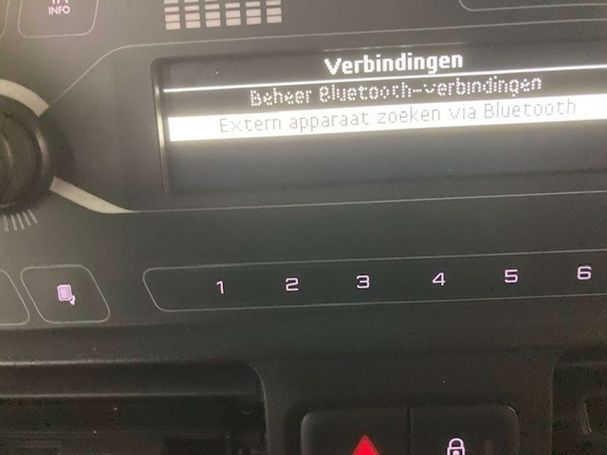 INFO
Verbindingen
Beheer Bluetooth-verbindingen
Extern apparaat zoeken via Bluetooth
1 2 3 4 5 6